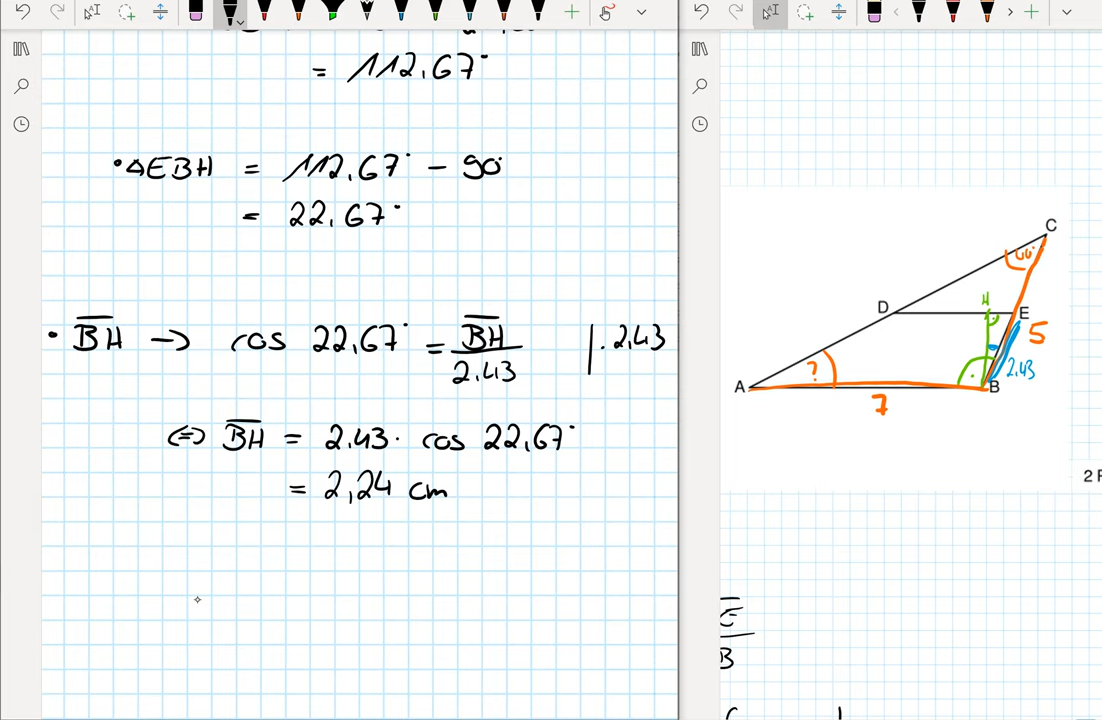 = 112,67°
• △EBH = 112,67° - 90°
= 22,67°
• BH → cos 22,67° = BH / 2,43 | · 2,43
⇔ BH = 2,43 · cos 22,67°
= 2,24 cm
C
D
H
E
5
?
2,43
A
B
7
2 F
E
B